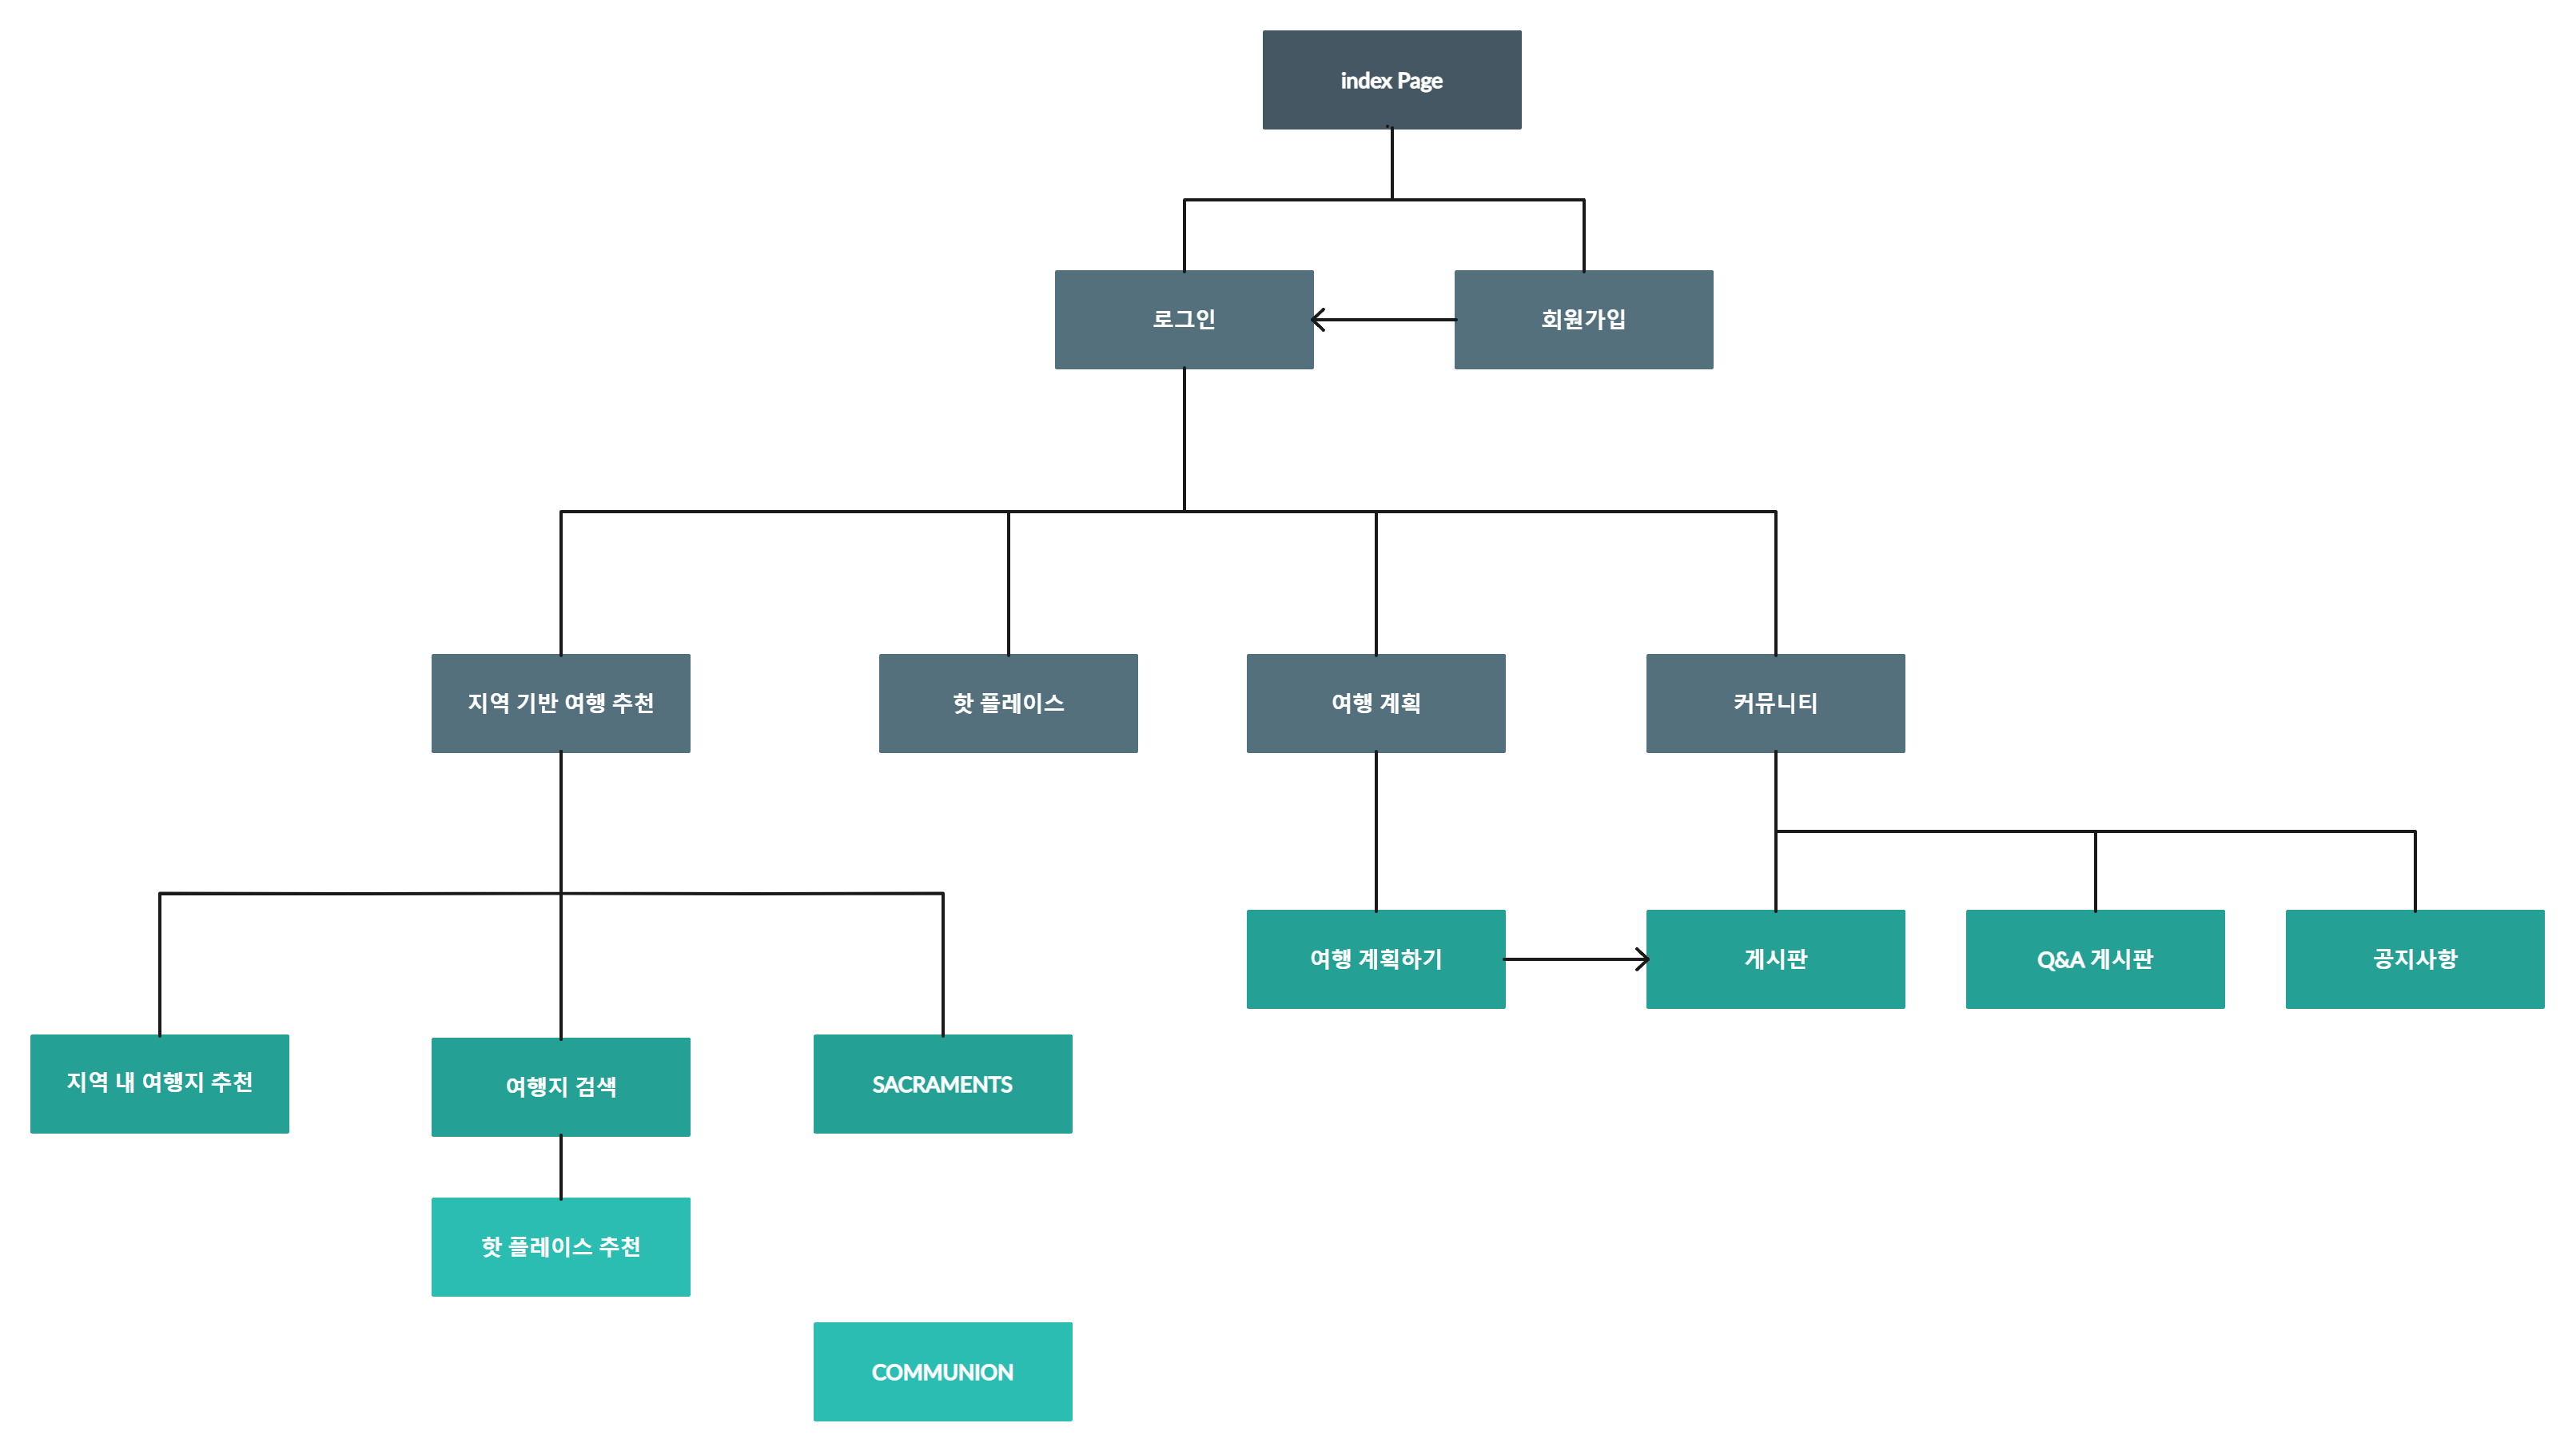 index Page
로그인
회원가입
지역 기반 여행 추천
핫 플레이스
여행 계획
커뮤니티
여행 계획하기
게시판
Q&A 게시판
공지사항
지역 내 여행지 추천
여행지 검색
SACRAMENTS
핫 플레이스 추천
COMMUNION